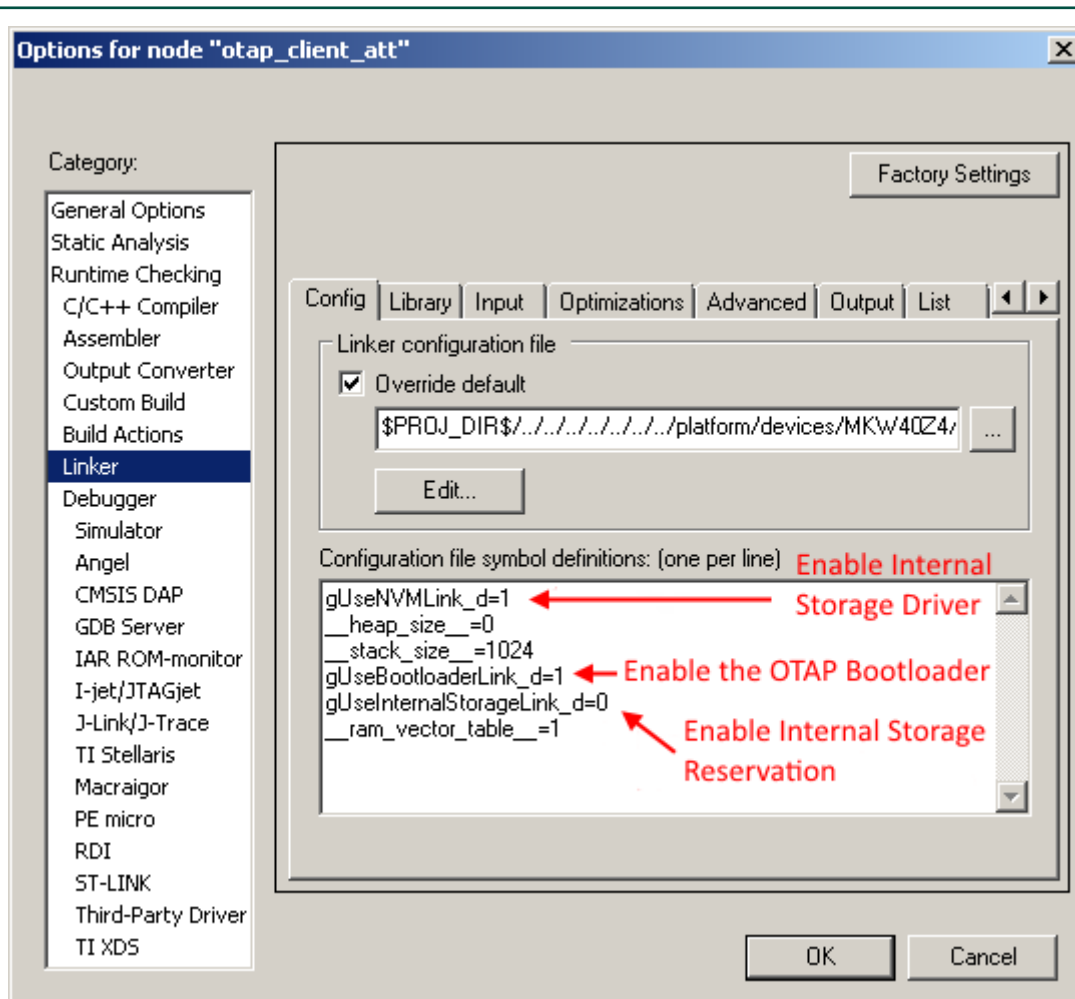 Options for node "otap_client_att"
Category:
Factory Settings
General Options
Static Analysis
Runtime Checking
C/C++ Compiler
Assembler
Output Converter
Custom Build
Build Actions
Linker
Debugger
Simulator
Angel
CMSIS DAP
GDB Server
IAR ROM-monitor
I-jet/JTAGjet
J-Link/J-Trace
TI Stellaris
Macraigor
PE micro
RDI
ST-LINK
Third-Party Driver
TI XDS
Config Library Input Optimizations Advanced Output List
Linker configuration file
Override default
$PROJ_DIR$/../../../../../../../platform/devices/MKW40Z4/
...
Edit...
Configuration file symbol definitions: (one per line)
gUseNVMLink_d=1
__heap_size__=0
__stack_size__=1024
gUseBootloaderLink_d=1
gUseInternalStorageLink_d=0
__ram_vector_table__=1
Enable Internal
Storage Driver
Enable the OTAP Bootloader
Enable Internal Storage
Reservation
OK
Cancel